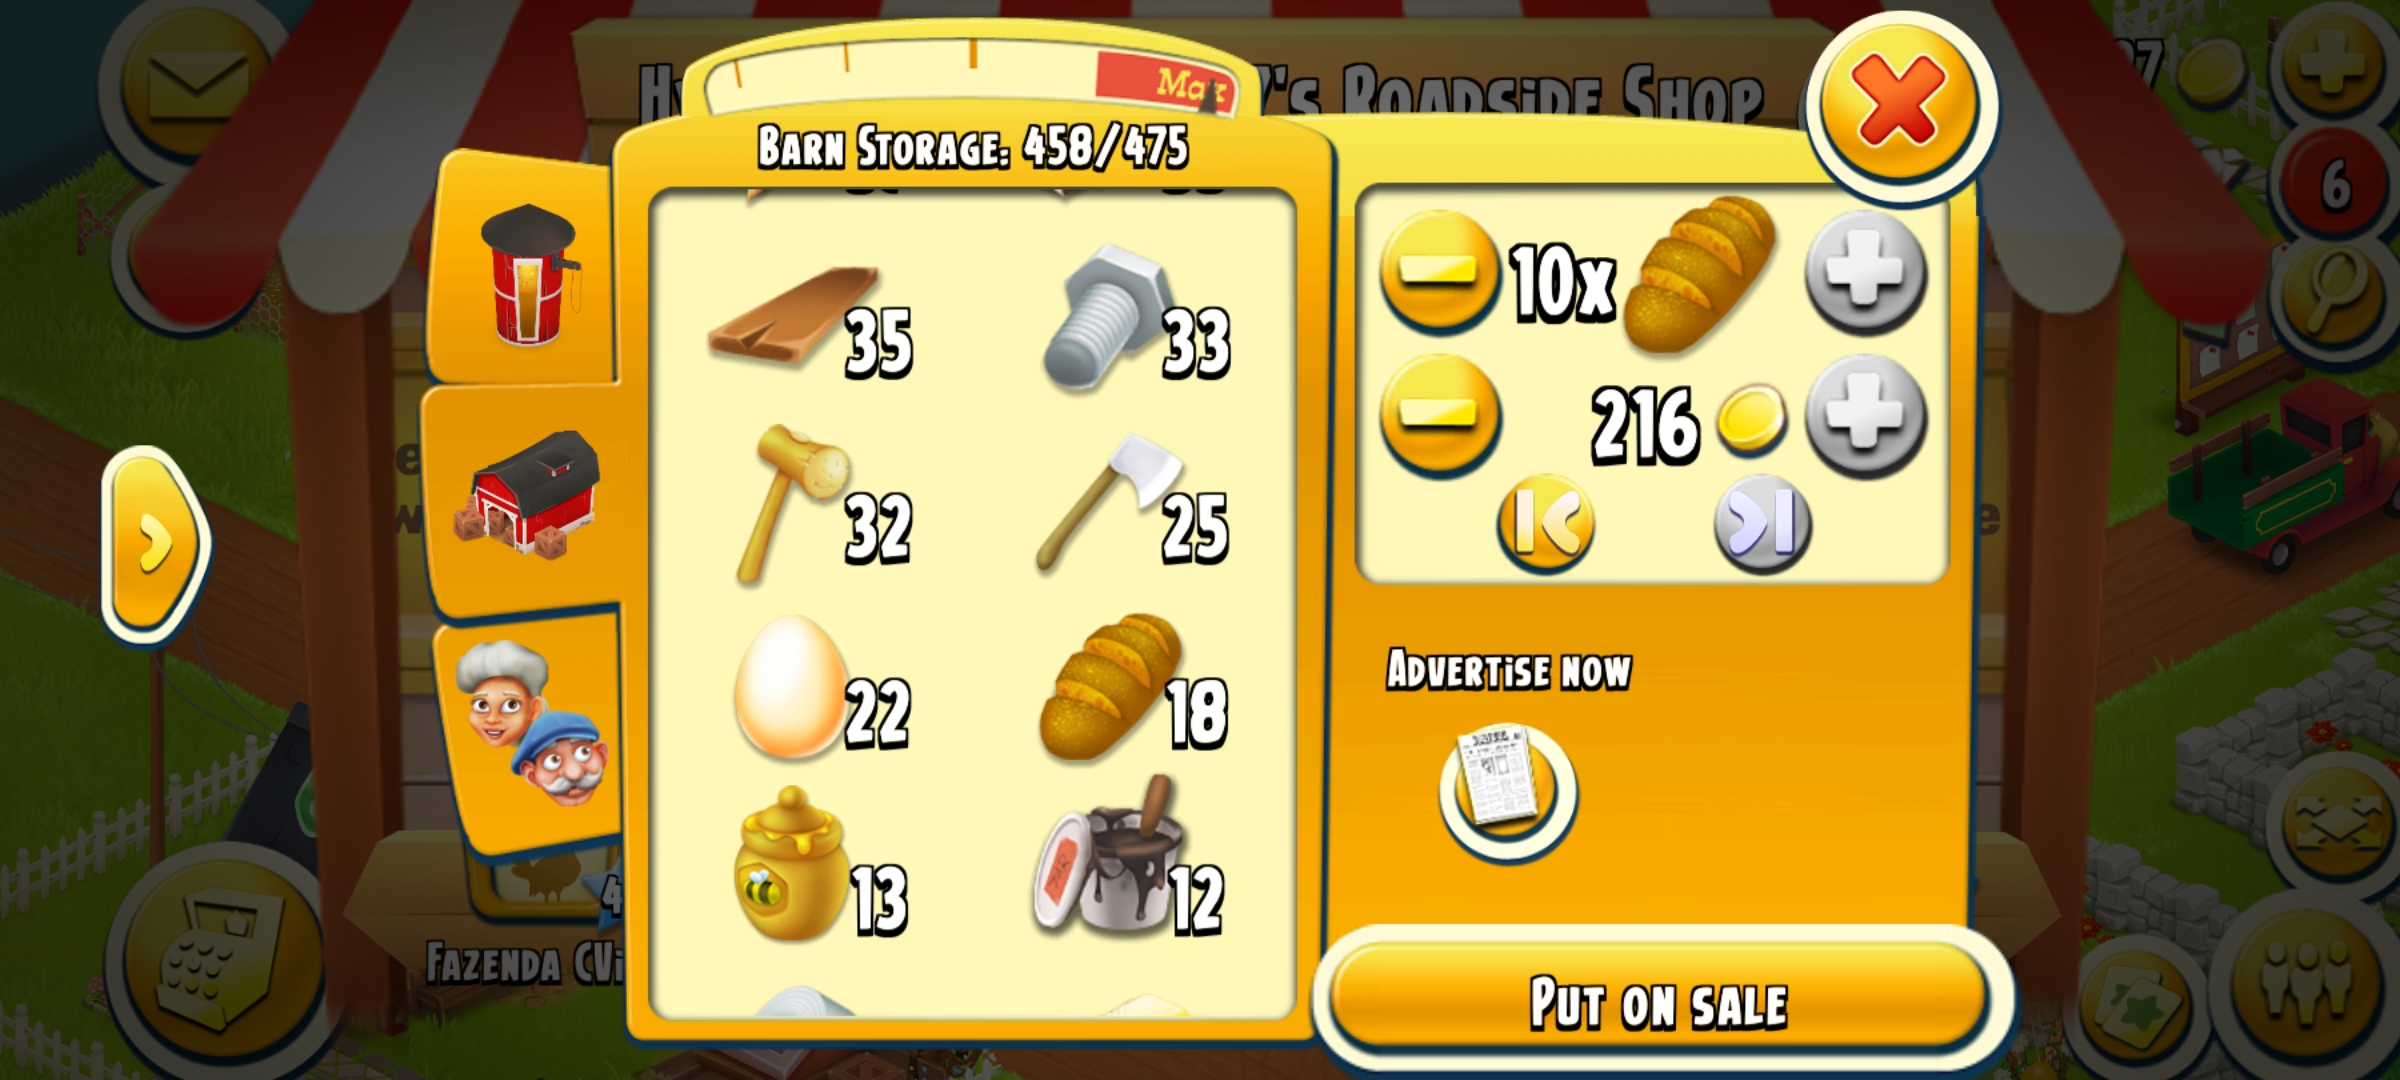 's Roadside Shop
Max
Barn Storage: 458/475
6
35
33
10x
216
32
25
22
18
Advertise now
13
12
Fazenda CVi
Put on sale